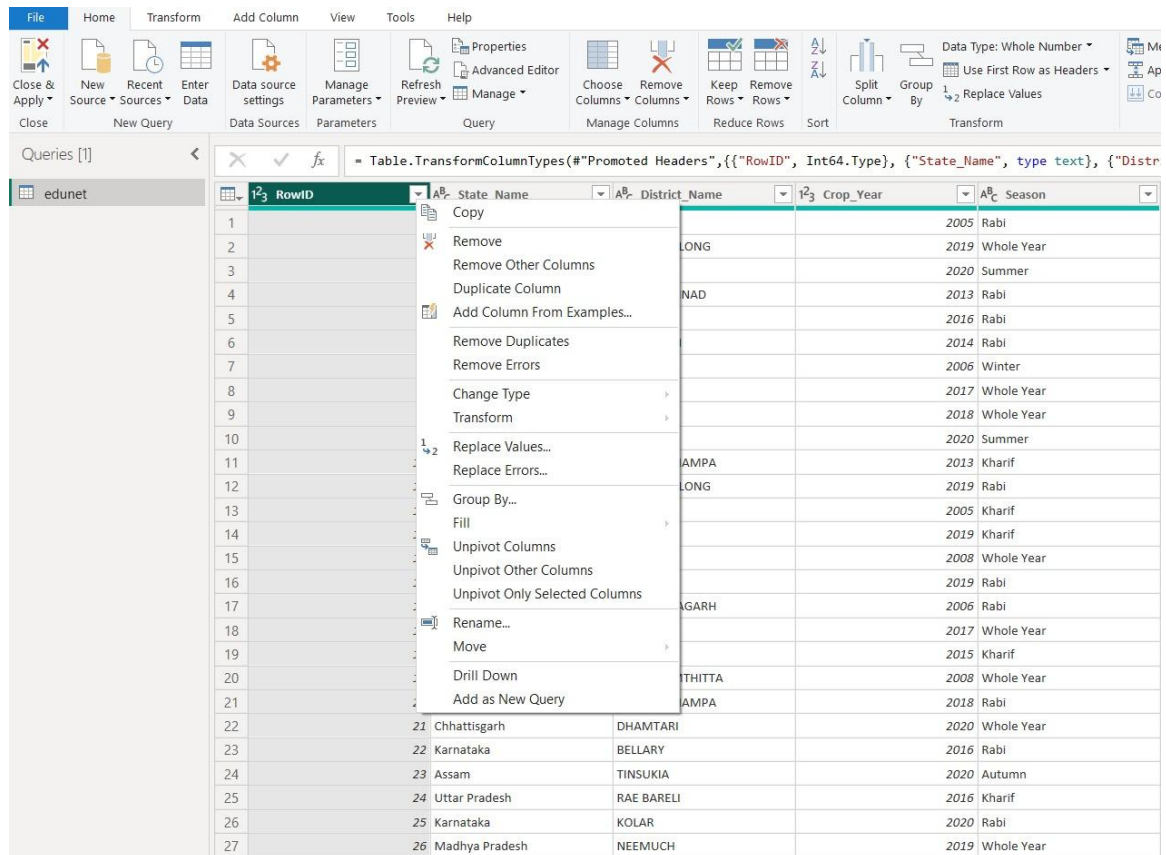 File Home Transform Add Column View Tools Help
Close & Apply
New Source
Recent Sources
Enter Data
Data source settings
Manage Parameters
Refresh Preview
Properties
Advanced Editor
Manage
Choose Columns
Remove Columns
Keep Rows
Remove Rows
Split Column
Group By
Data Type: Whole Number
Use First Row as Headers
Replace Values
Close New Query Data Sources Parameters Query Manage Columns Reduce Rows Sort Transform
Queries [1]
= Table.TransformColumnTypes(#"Promoted Headers",{{"RowID", Int64.Type}, {"State_Name", type text}, {"Distr
edunet
RowID State_Name District_Name Crop_Year Season
1 2005 Rabi
2 LONG 2019 Whole Year
3 2020 Summer
4 NAD 2013 Rabi
5 2016 Rabi
6 2014 Rabi
7 2006 Winter
8 2017 Whole Year
9 2018 Whole Year
10 2020 Summer
11 AMPA 2013 Kharif
12 LONG 2019 Rabi
13 2005 Kharif
14 2019 Kharif
15 2008 Whole Year
16 2019 Rabi
17 AGARH 2006 Rabi
18 2017 Whole Year
19 2015 Kharif
20 THITTA 2008 Whole Year
21 AMPA 2018 Rabi
22 21 Chhattisgarh DHAMTARI 2020 Whole Year
23 22 Karnataka BELLARY 2016 Rabi
24 23 Assam TINSUKIA 2020 Autumn
25 24 Uttar Pradesh RAE BARELI 2016 Kharif
26 25 Karnataka KOLAR 2020 Rabi
27 26 Madhya Pradesh NEEMUCH 2019 Whole Year
Copy
Remove
Remove Other Columns
Duplicate Column
Add Column From Examples...
Remove Duplicates
Remove Errors
Change Type
Transform
Replace Values...
Replace Errors...
Group By...
Fill
Unpivot Columns
Unpivot Other Columns
Unpivot Only Selected Columns
Rename...
Move
Drill Down
Add as New Query